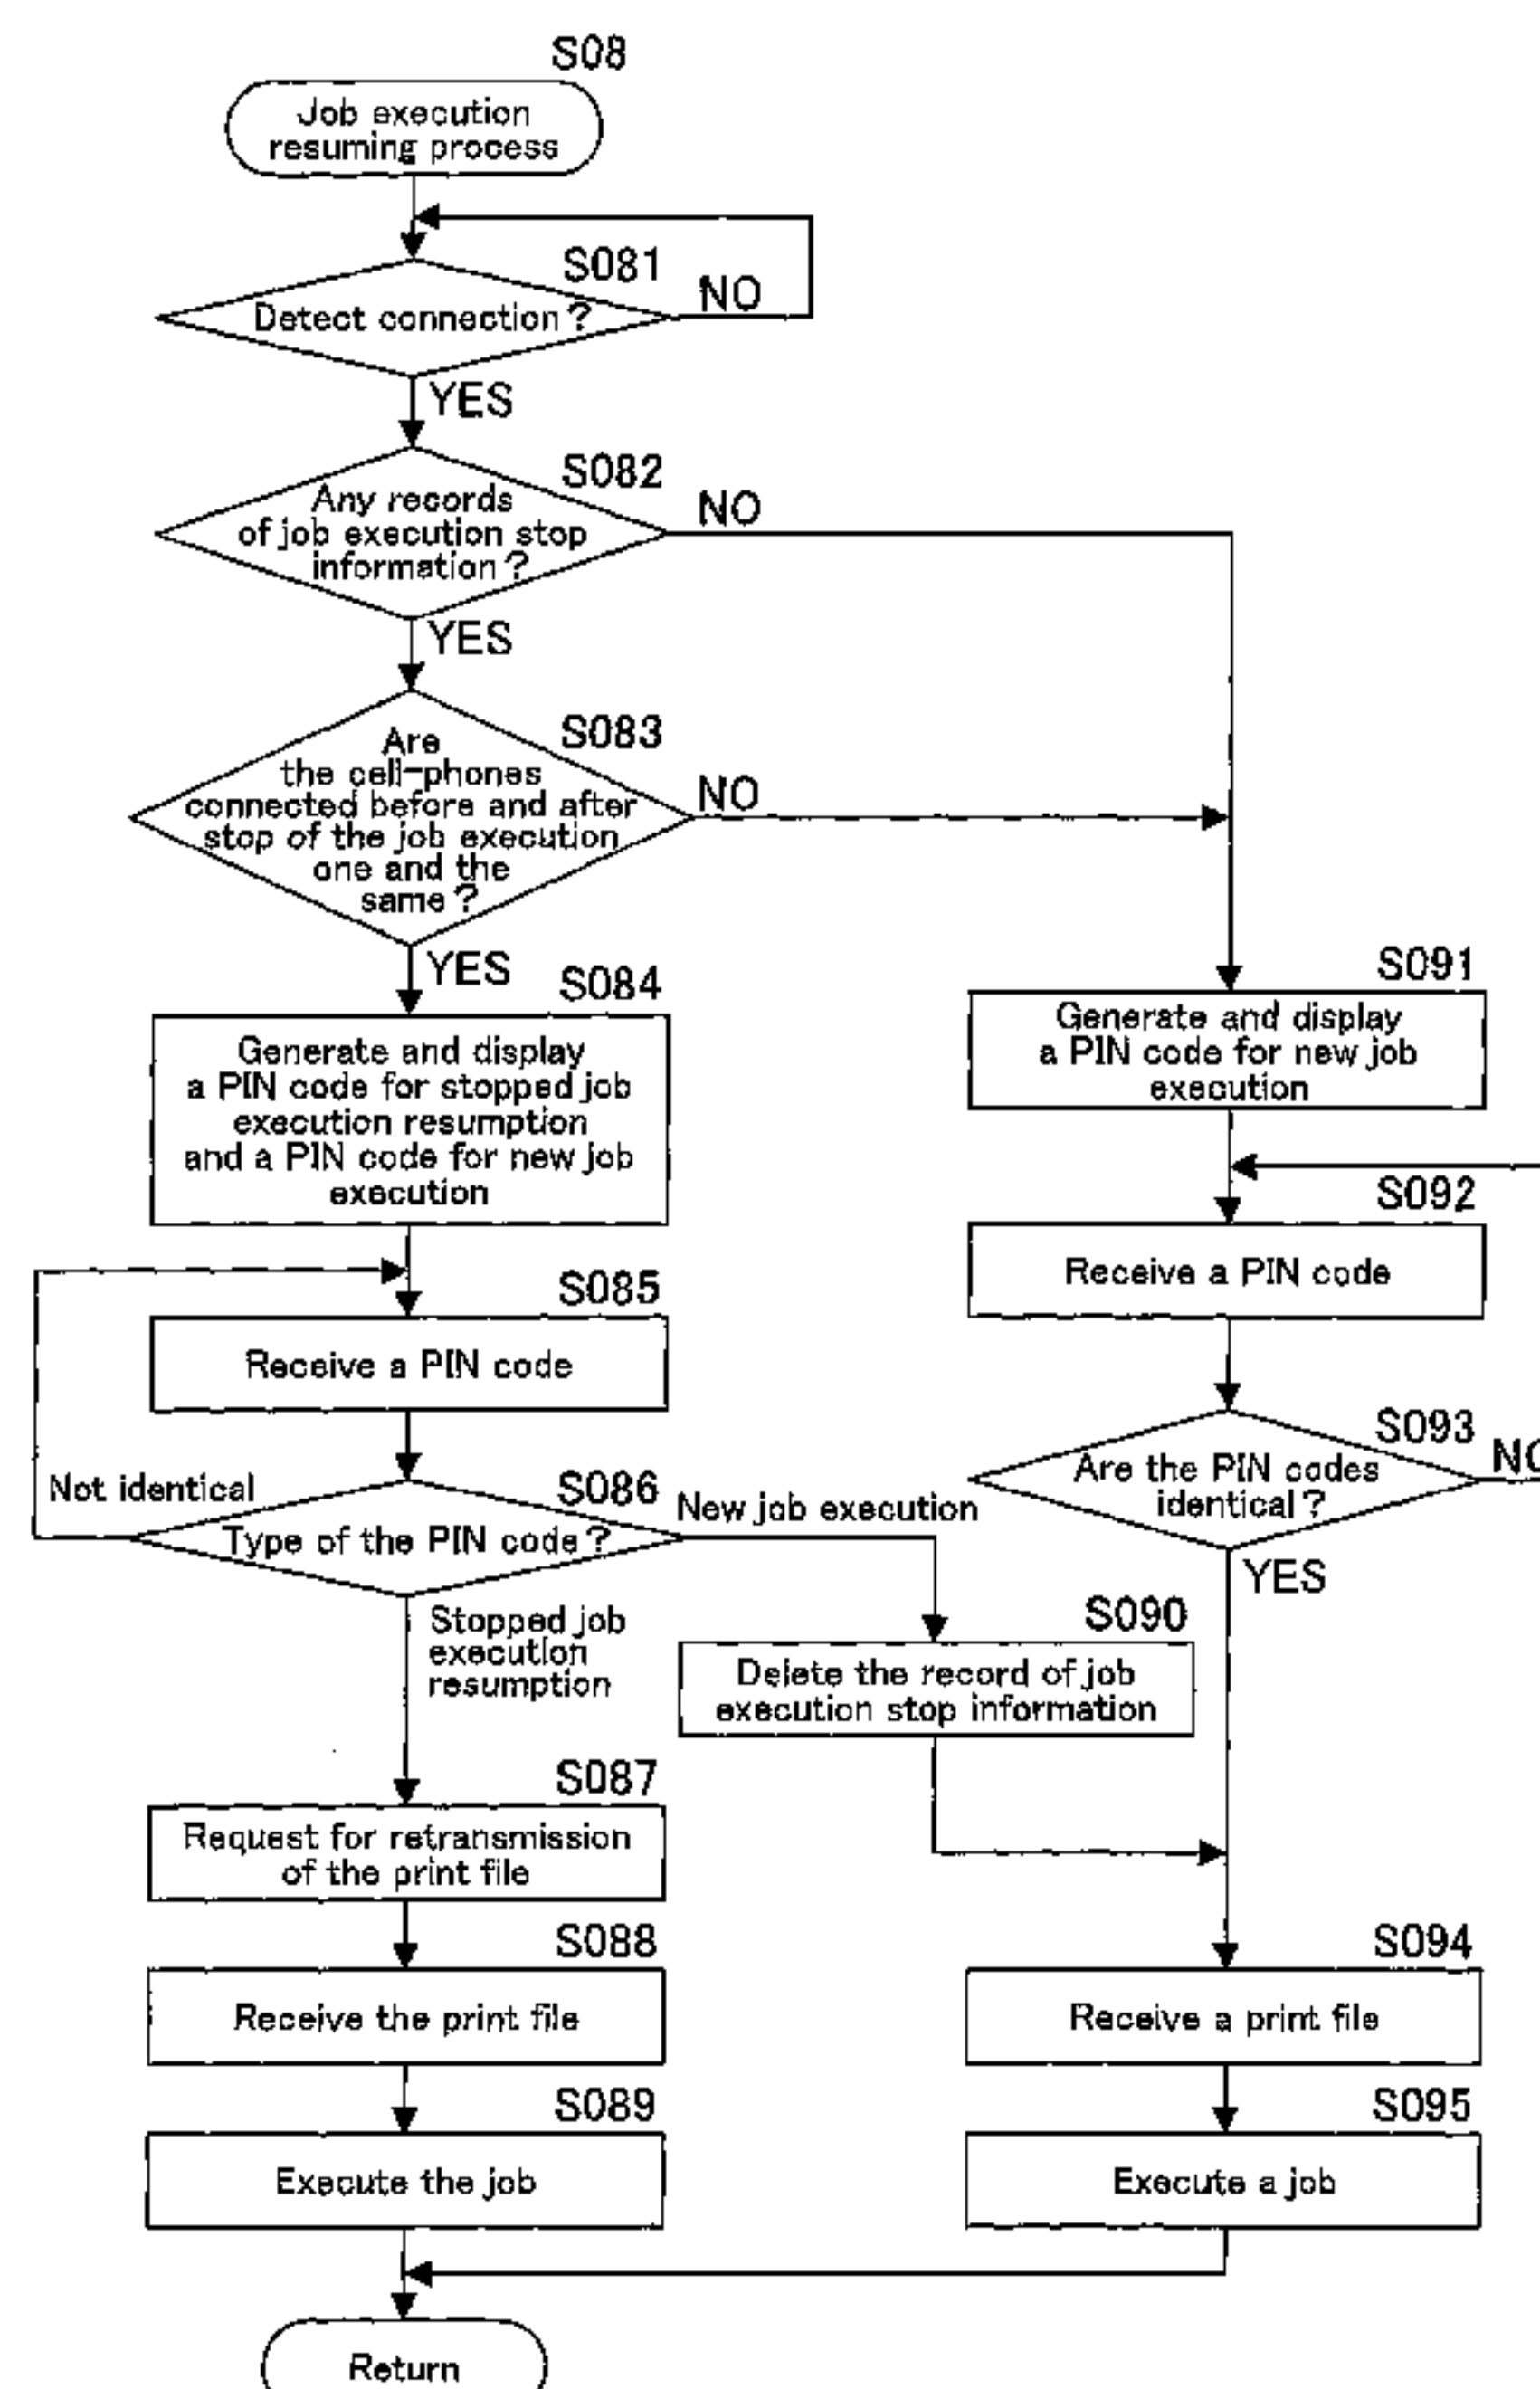 S08
Job execution
resuming process
S081
Detect connection?
NO
YES
S082
Any records
of job execution stop
information?
NO
YES
S083
Are
the cell-phones
connected before and after
stop of the job execution
one and the
same?
NO
YES
S084
Generate and display
a PIN code for stopped job
execution resumption
and a PIN code for new job
execution
S085
Receive a PIN code
Not identical
S086
Type of the PIN code?
New job execution
Stopped job
execution
resumption
S087
Request for retransmission
of the print file
S088
Receive the print file
S089
Execute the job
S090
Delete the record of job
execution stop information
S091
Generate and display
a PIN code for new job
execution
S092
Receive a PIN code
S093
Are the PIN codes
identical?
NO
YES
S094
Receive a print file
S095
Execute a job
Return